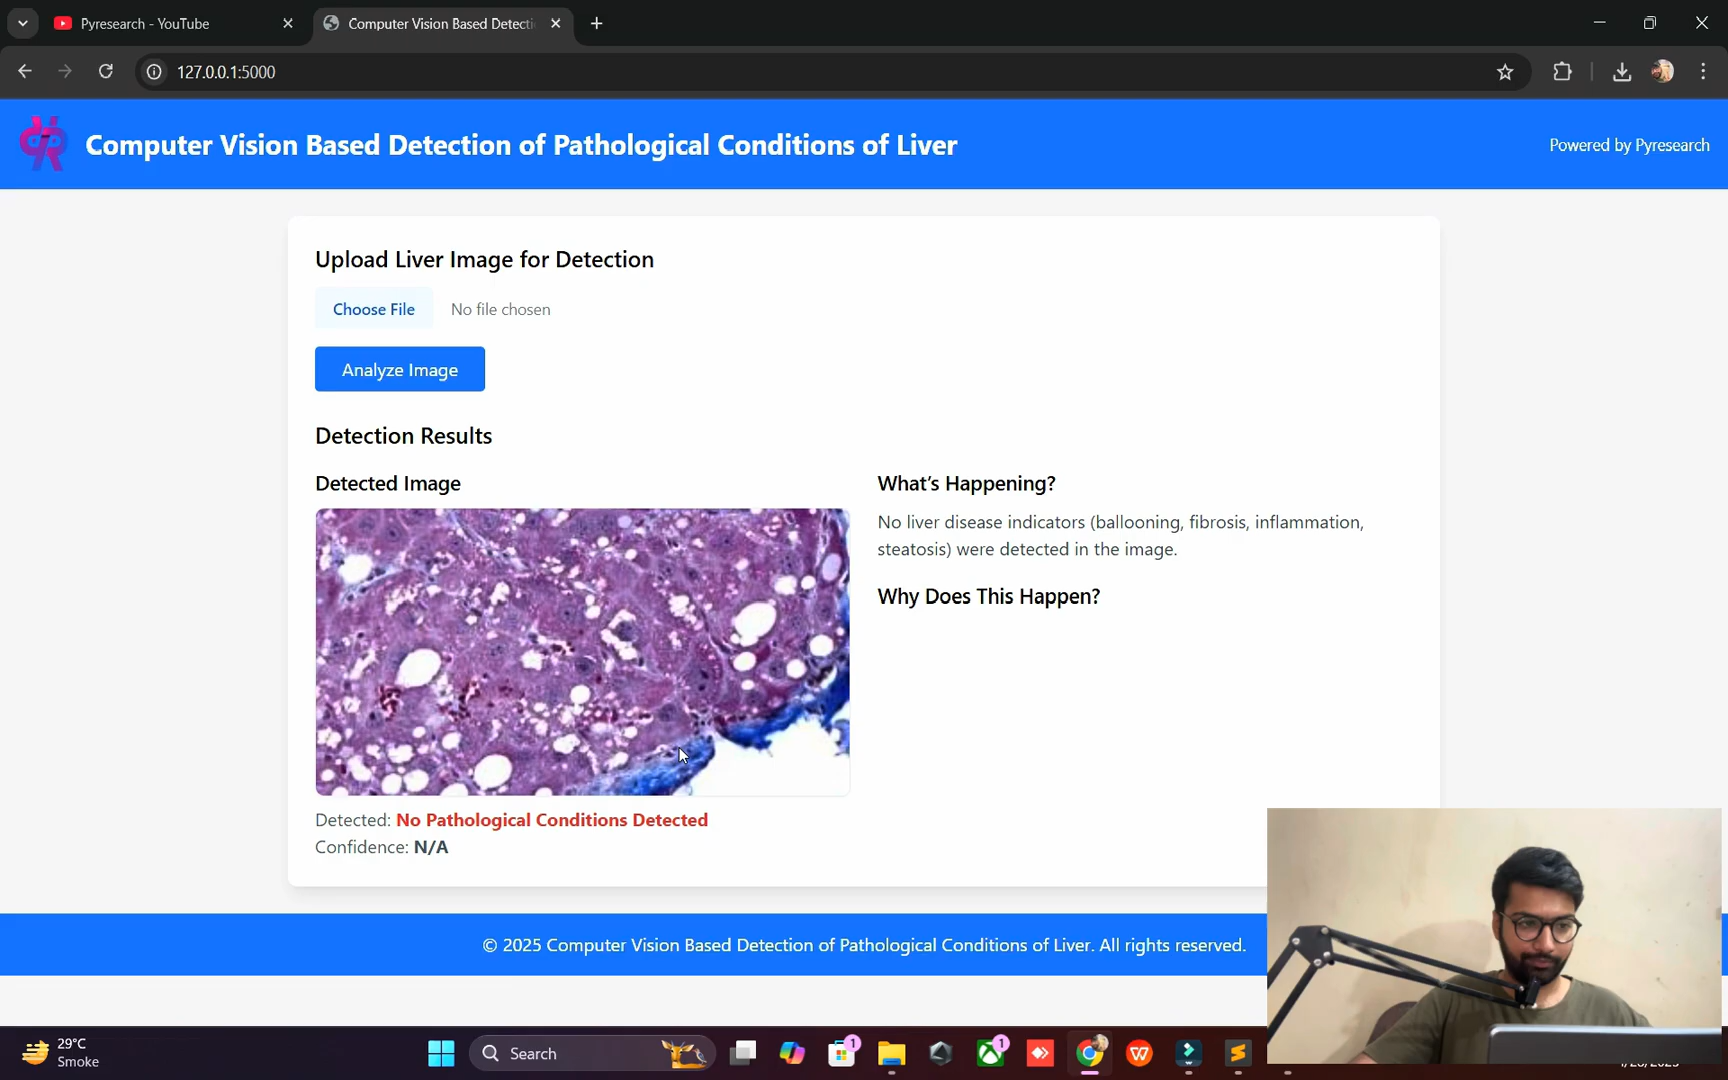 Pyresearch - YouTube
Computer Vision Based Detecti
127.0.0.1:5000
Computer Vision Based Detection of Pathological Conditions of Liver
Powered by Pyresearch
Upload Liver Image for Detection
Choose File No file chosen
Analyze Image
Detection Results
Detected Image
What's Happening?
No liver disease indicators (ballooning, fibrosis, inflammation,
steatosis) were detected in the image.
Why Does This Happen?
Detected: No Pathological Conditions Detected
Confidence: N/A
© 2025 Computer Vision Based Detection of Pathological Conditions of Liver. All rights reserved.
29°C
Smoke
Search
1
1